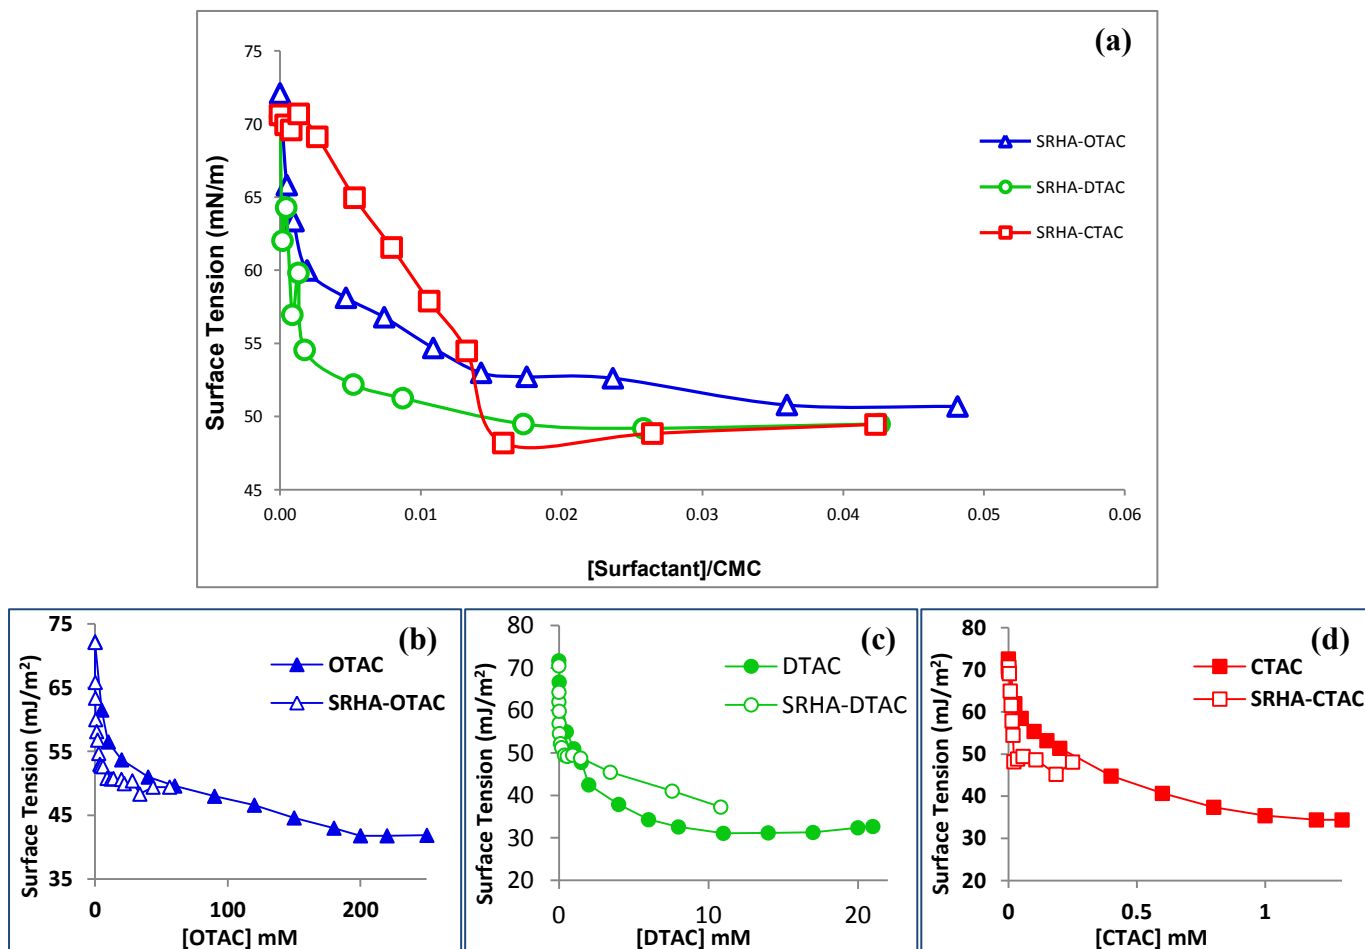 (a)
75
70
65
60
55
50
45
Surface Tension (mN/m)
0.00 0.01 0.02 0.03 0.04 0.05 0.06
[Surfactant]/CMC
SRHA-OTAC
SRHA-DTAC
SRHA-CTAC
(b)
75
65
55
45
35
Surface Tension (mJ/m²)
0 100 200
[OTAC] mM
OTAC
SRHA-OTAC
(c)
80
70
60
50
40
30
20
Surface Tension (mJ/m²)
0 10 20
[DTAC] mM
DTAC
SRHA-DTAC
(d)
80
70
60
50
40
30
20
Surface Tension (mJ/m²)
0 0.5 1
[CTAC] mM
CTAC
SRHA-CTAC